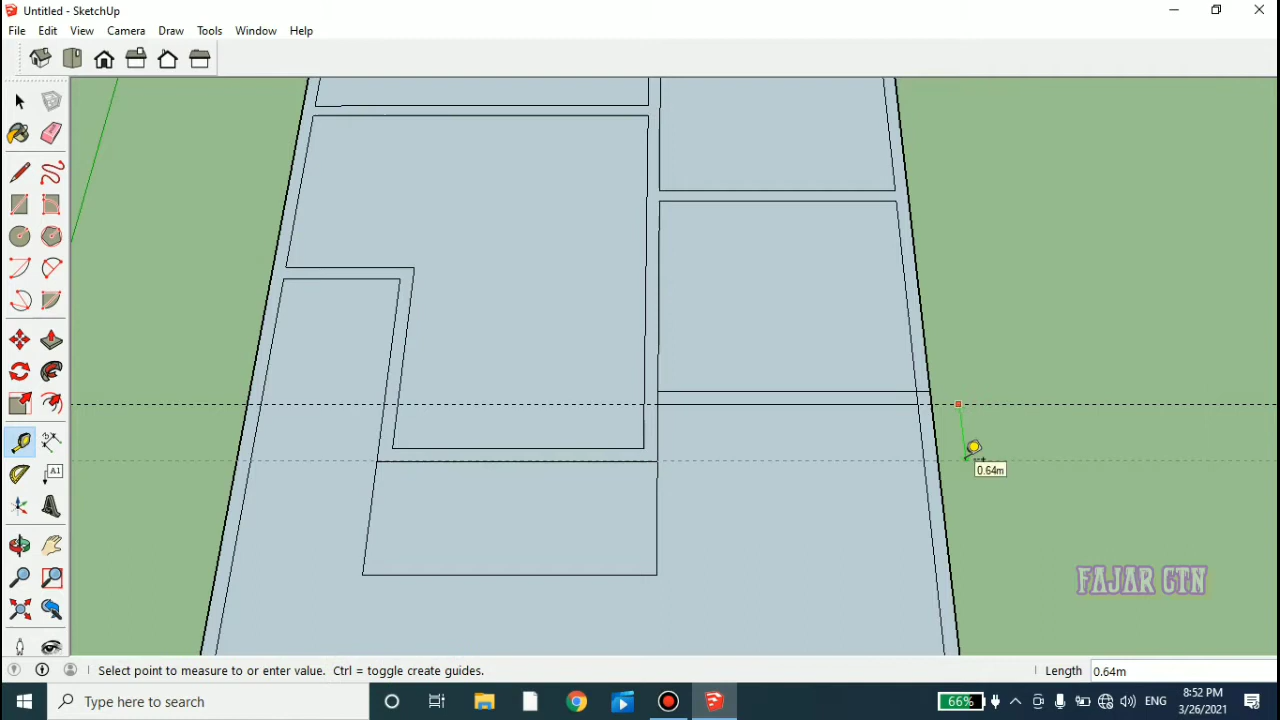 Untitled - SketchUp
File Edit View Camera Draw Tools Window Help
A1
0.64m
FAJAR CTN
Select point to measure to or enter value. Ctrl = toggle create guides.
Length 0.64m
Type here to search
66%
ENG
8:52 PM
3/26/2021